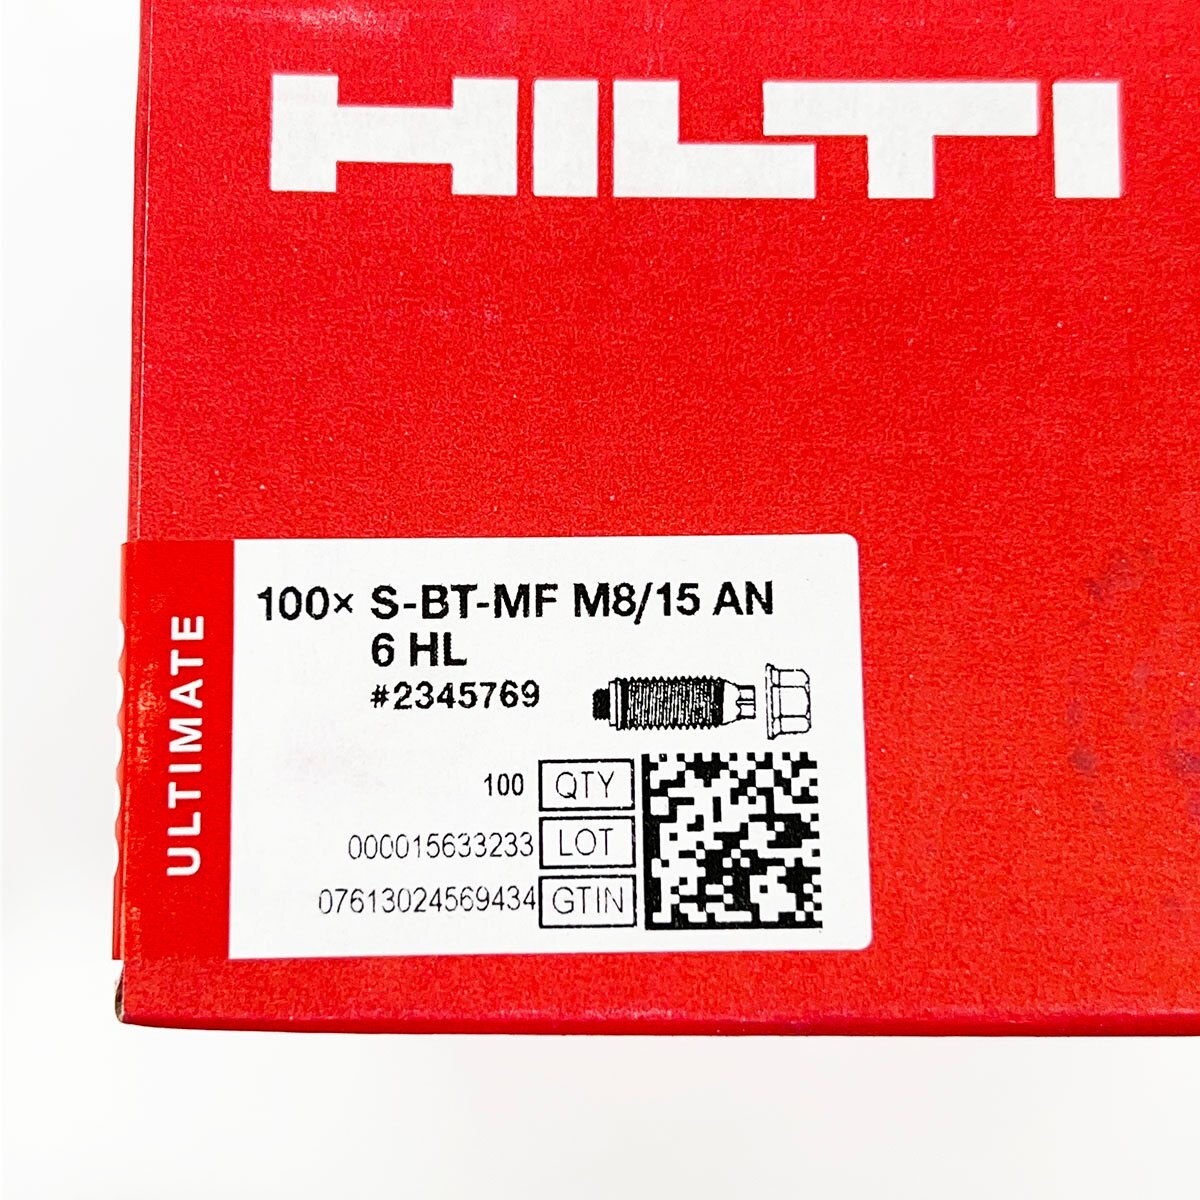 HILTI
ULTIMATE
100× S-BT-MF M8/15 AN
6 HL
#2345769
100 QTY
000015633233 LOT
07613024569434 GTIN